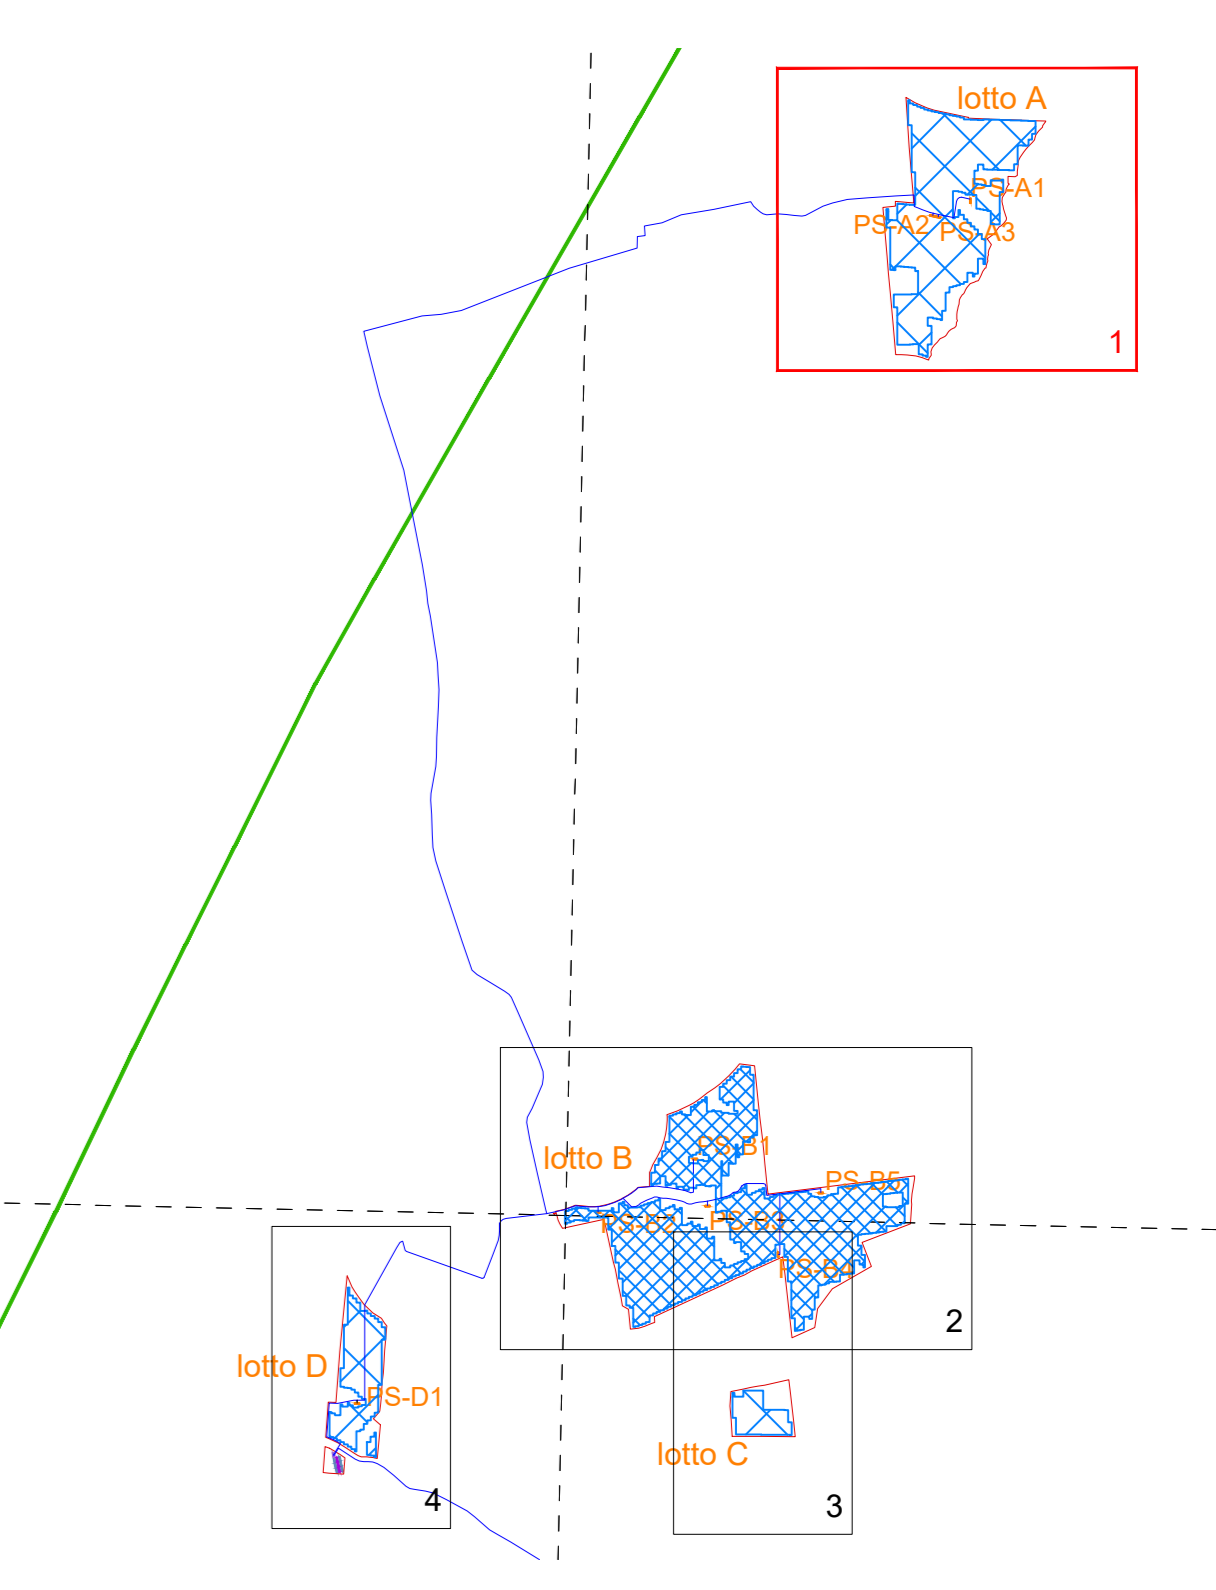 lotto A
PS-A1
PS-A2
PS-A3
1
lotto B
PS-B1
PS-B5
PS-B2
PS-B3
PS-B4
2
lotto D
PS-D1
lotto C
4
3